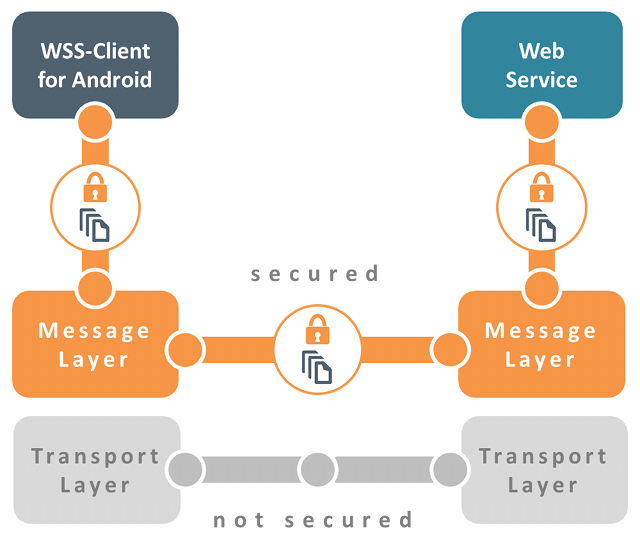 WSS-Client
for Android
Web
Service
secured
Message
Layer
Message
Layer
Transport
Layer
Transport
Layer
not secured